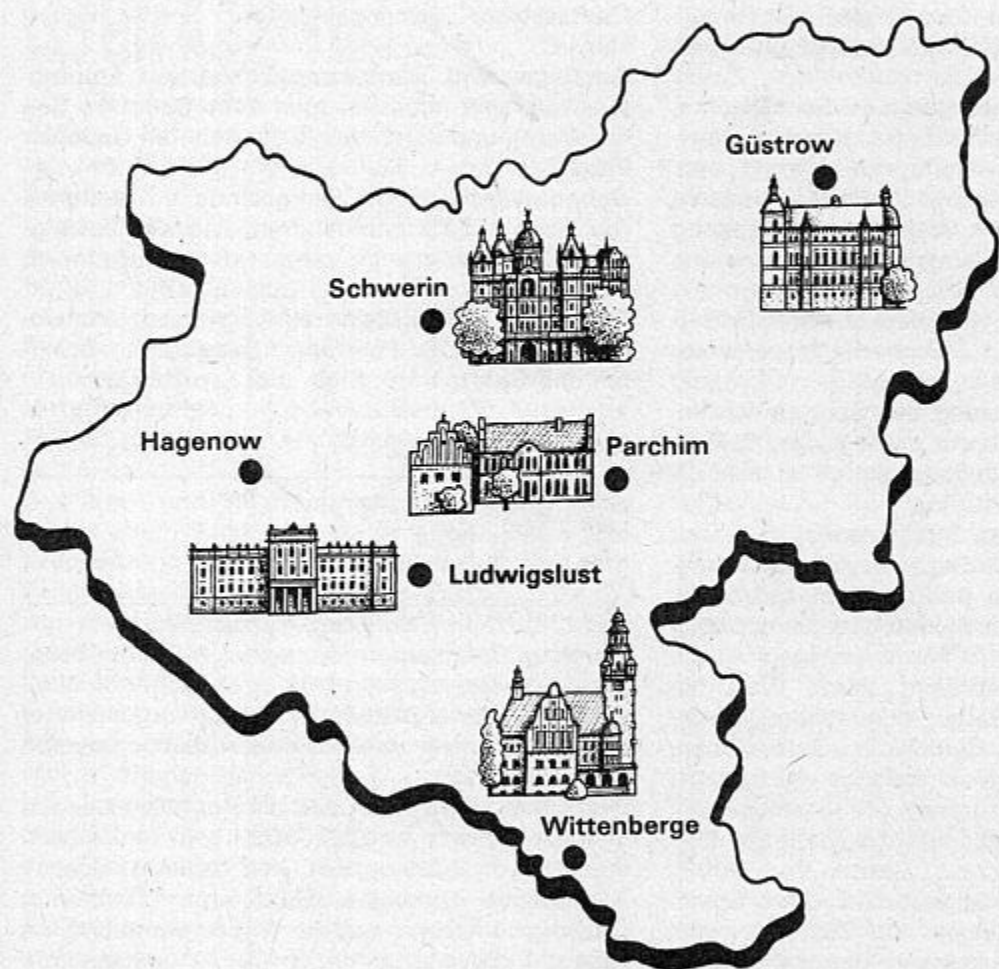 Güstrow
Schwerin
Hagenow
Parchim
Ludwigslust
Wittenberge